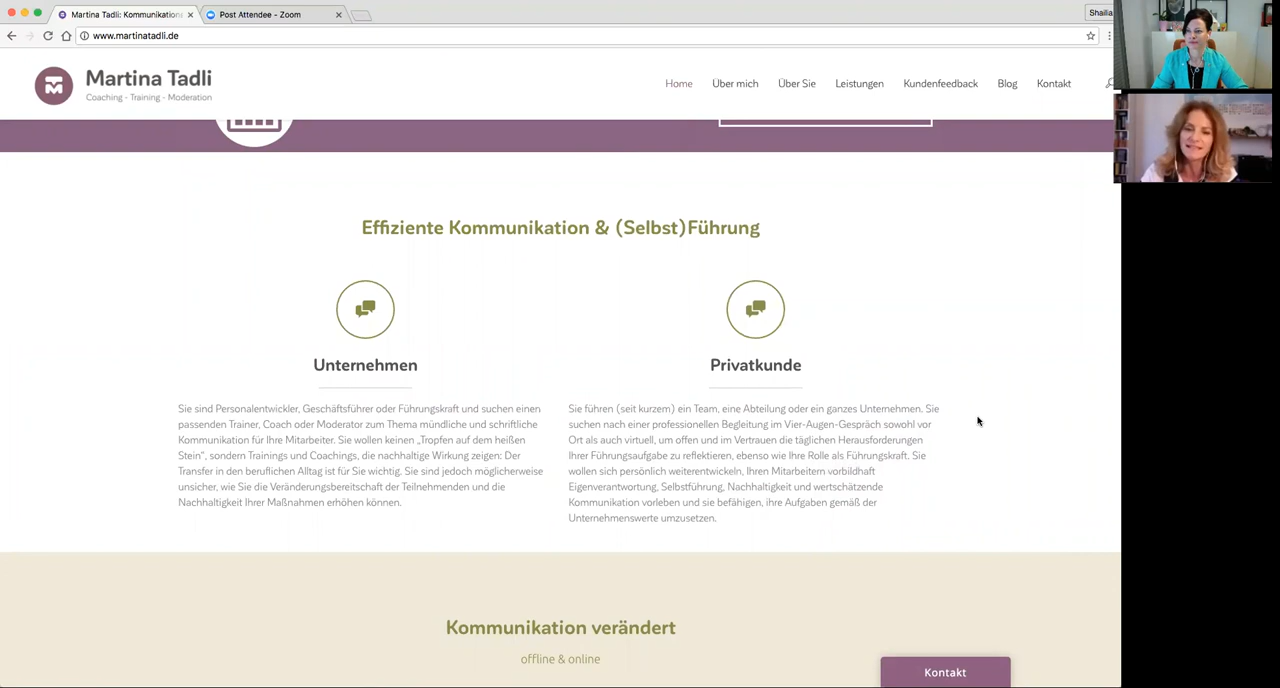 Martina Tadli: Kommunikation
Post Attendee - Zoom
Shailia
www.martinatadli.de
Martina Tadli
Coaching - Training - Moderation
Home
Über mich
Über Sie
Leistungen
Kundenfeedback
Blog
Kontakt
Effiziente Kommunikation & (Selbst)Führung
Unternehmen
Sie sind Personalentwickler, Geschäftsführer oder Führungskraft und suchen einen
passenden Trainer, Coach oder Moderator zum Thema mündliche und schriftliche
Kommunikation für Ihre Mitarbeiter. Sie wollen keinen „Tropfen auf dem heißen
Stein“, sondern Trainings und Coachings, die nachhaltige Wirkung zeigen: Der
Transfer in den beruflichen Alltag ist für Sie wichtig. Sie sind jedoch möglicherweise
unsicher, wie Sie die Veränderungsbereitschaft der Teilnehmenden und die
Nachhaltigkeit Ihrer Maßnahmen erhöhen können.
Privatkunde
Sie führen (seit kurzem) ein Team, eine Abteilung oder ein ganzes Unternehmen. Sie
suchen nach einer professionellen Begleitung im Vier-Augen-Gespräch sowohl vor
Ort als auch virtuell, um offen und im Vertrauen die täglichen Herausforderungen
Ihrer Führungsaufgabe zu reflektieren, ebenso wie Ihre Rolle als Führungskraft. Sie
wollen sich persönlich weiterentwickeln, Ihren Mitarbeitern vorbildhaft
Eigenverantwortung, Selbstführung, Nachhaltigkeit und wertschätzende
Kommunikation vorleben und sie befähigen, ihre Aufgaben gemäß der
Unternehmenswerte umzusetzen.
Kommunikation verändert
offline & online
Kontakt